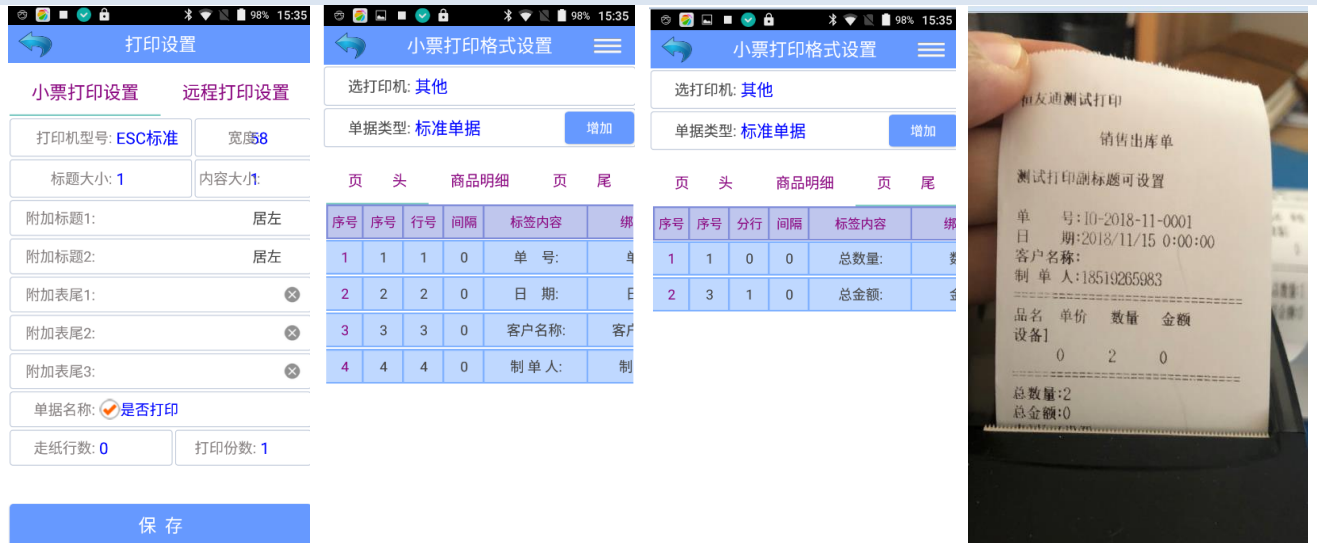 98% 15:35
打印设置
小票打印设置 远程打印设置
打印机型号: ESC标准 宽度58
标题大小: 1 内容大小: 1
附加标题1: 居左
附加标题2: 居左
附加表尾1:
附加表尾2:
附加表尾3:
单据名称: 是否打印
走纸行数: 0 打印份数: 1
保 存
98% 15:35
小票打印格式设置
选打印机: 其他
单据类型: 标准单据 增加
页 头 商品明细 页 尾
序号 序号 行号 间隔 标签内容 绑
1 1 1 0 单 号: 单
2 2 2 0 日 期: 日
3 3 3 0 客户名称: 客户
4 4 4 0 制 单 人: 制
98% 15:35
小票打印格式设置
选打印机: 其他
单据类型: 标准单据 增加
页 头 商品明细 页 尾
序号 序号 分行 间隔 标签内容 绑
1 1 0 0 总数量: 数
2 3 1 0 总金额: 金
恒友通测试打印
销售出库单
测试打印副标题可设置
单 号:IO-2018-11-0001
日 期:2018/11/15 0:00:00
客户名称:
制 单 人:18519265983
品名 单价 数量 金额
设备1
0 2 0
总数量:2
总金额:0